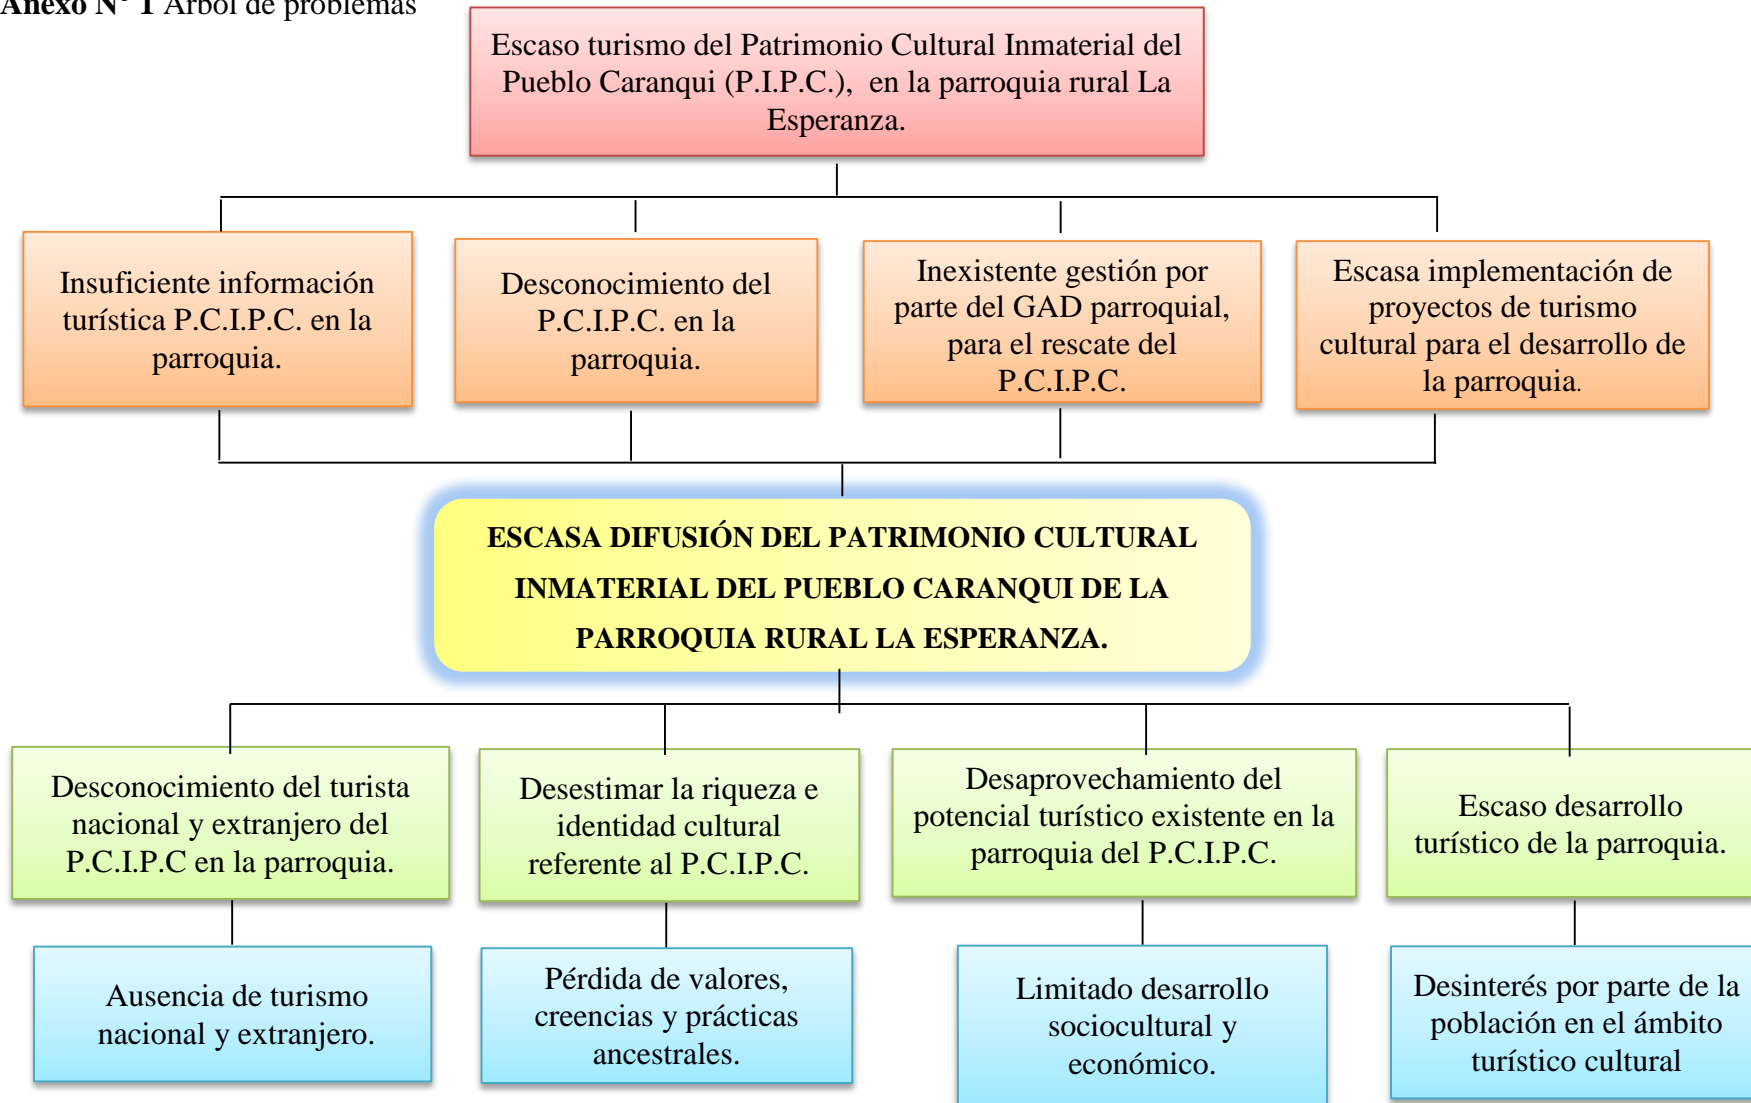 Anexo N° 1 Árbol de problemas
Escaso turismo del Patrimonio Cultural Inmaterial del
Pueblo Caranqui (P.I.P.C.), en la parroquia rural La
Esperanza.
Insuficiente información
turística P.C.I.P.C. en la
parroquia.
Desconocimiento del
P.C.I.P.C. en la
parroquia.
Inexistente gestión por
parte del GAD parroquial,
para el rescate del
P.C.I.P.C.
Escasa implementación de
proyectos de turismo
cultural para el desarrollo de
la parroquia.
ESCASA DIFUSIÓN DEL PATRIMONIO CULTURAL
INMATERIAL DEL PUEBLO CARANQUI DE LA
PARROQUIA RURAL LA ESPERANZA.
Desconocimiento del turista
nacional y extranjero del
P.C.I.P.C en la parroquia.
Desestimar la riqueza e
identidad cultural
referente al P.C.I.P.C.
Desaprovechamiento del
potencial turístico existente en la
parroquia del P.C.I.P.C.
Escaso desarrollo
turístico de la parroquia.
Ausencia de turismo
nacional y extranjero.
Pérdida de valores,
creencias y prácticas
ancestrales.
Limitado desarrollo
sociocultural y
económico.
Desinterés por parte de la
población en el ámbito
turístico cultural